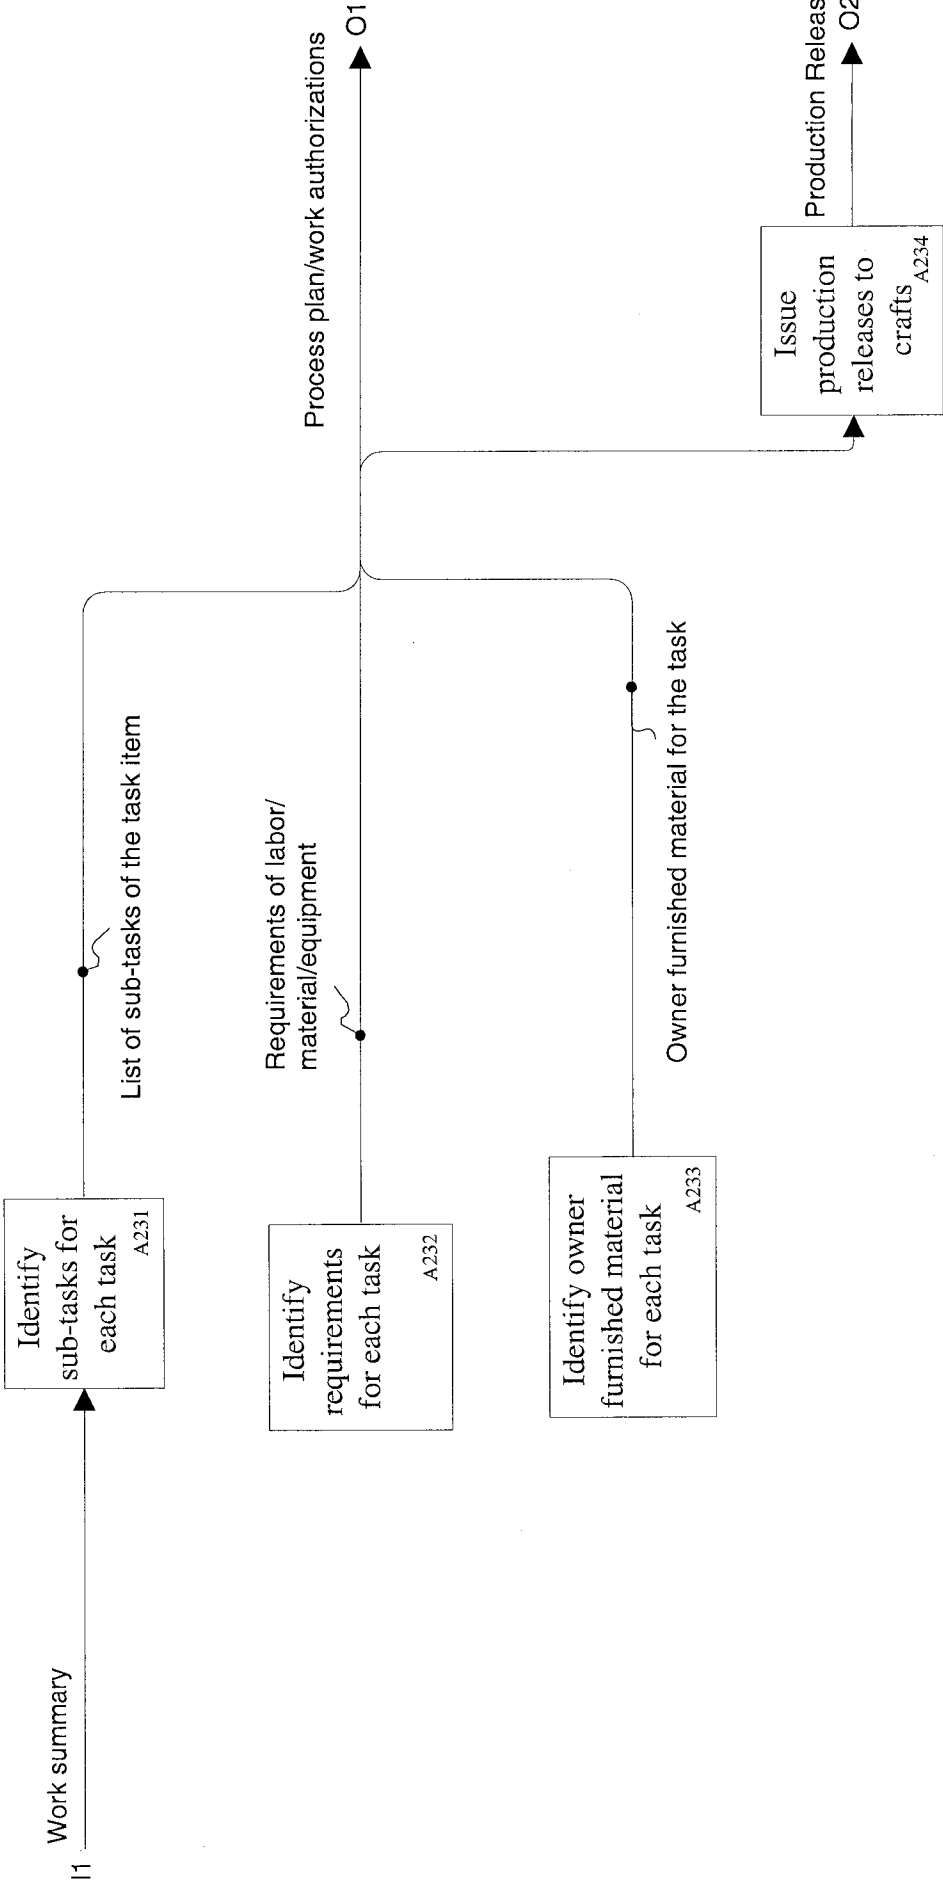 I1
Work summary
Identify
sub-tasks for
each task
A231
List of sub-tasks of the task item
Identify
requirements
for each task
A232
Requirements of labor/
material/equipment
Process plan/work authorizations
O1
Identify owner
furnished material
for each task
A233
Owner furnished material for the task
Issue
production
releases to
crafts
A234
Production Releas
O2